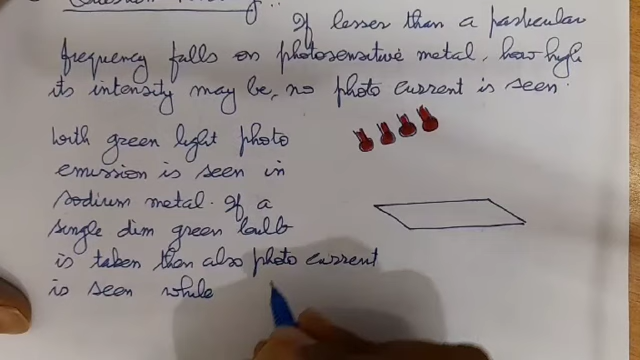 Question
If lesser than a particular
frequency falls on photosensitive metal, how high
its intensity may be, no photo current is seen.
With green light photo
emission is seen in
sodium metal. If a
single dim green bulb
is taken then also photo current
is seen while